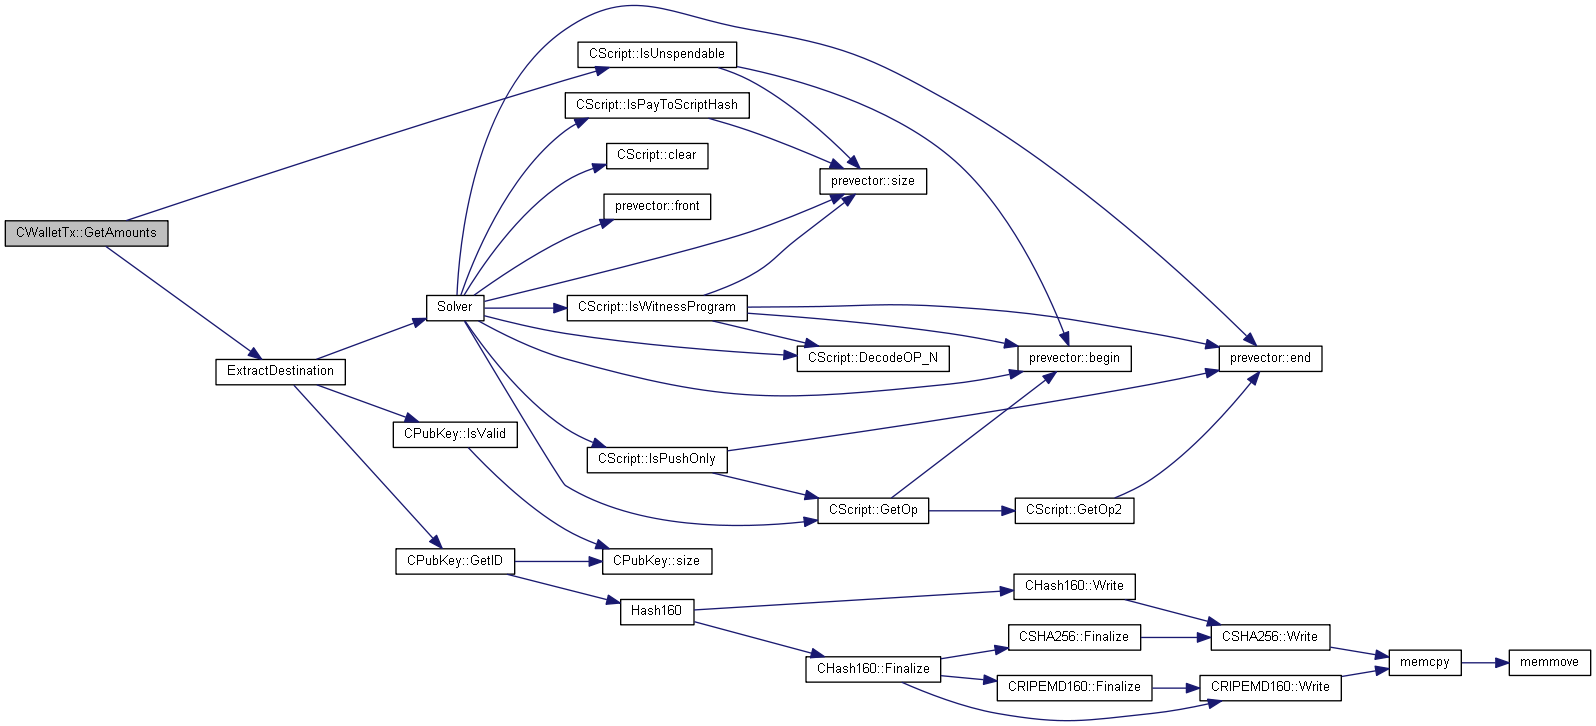 CWalletTx::GetAmounts
CScript::IsUnspendable
CScript::IsPayToScriptHash
CScript::clear
prevector::size
prevector::front
Solver
CScript::IsWitnessProgram
ExtractDestination
CScript::DecodeOP_N
prevector::begin
prevector::end
CPubKey::IsValid
CScript::IsPushOnly
CScript::GetOp
CScript::GetOp2
CPubKey::GetID
CPubKey::size
Hash160
CHash160::Write
CSHA256::Finalize
CSHA256::Write
CHash160::Finalize
CRIPEMD160::Finalize
CRIPEMD160::Write
memcpy
memmove